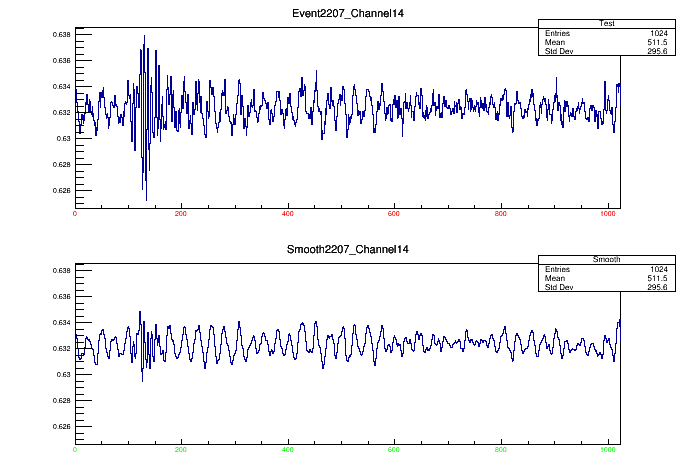 Event2207_Channel14
Test
Entries 1024
Mean 511.5
Std Dev 295.6
0.638
0.636
0.634
0.632
0.63
0.628
0.626
0 200 400 600 800 1000
Smooth2207_Channel14
Smooth
Entries 1024
Mean 511.5
Std Dev 295.6
0.638
0.636
0.634
0.632
0.63
0.628
0.626
0 200 400 600 800 1000